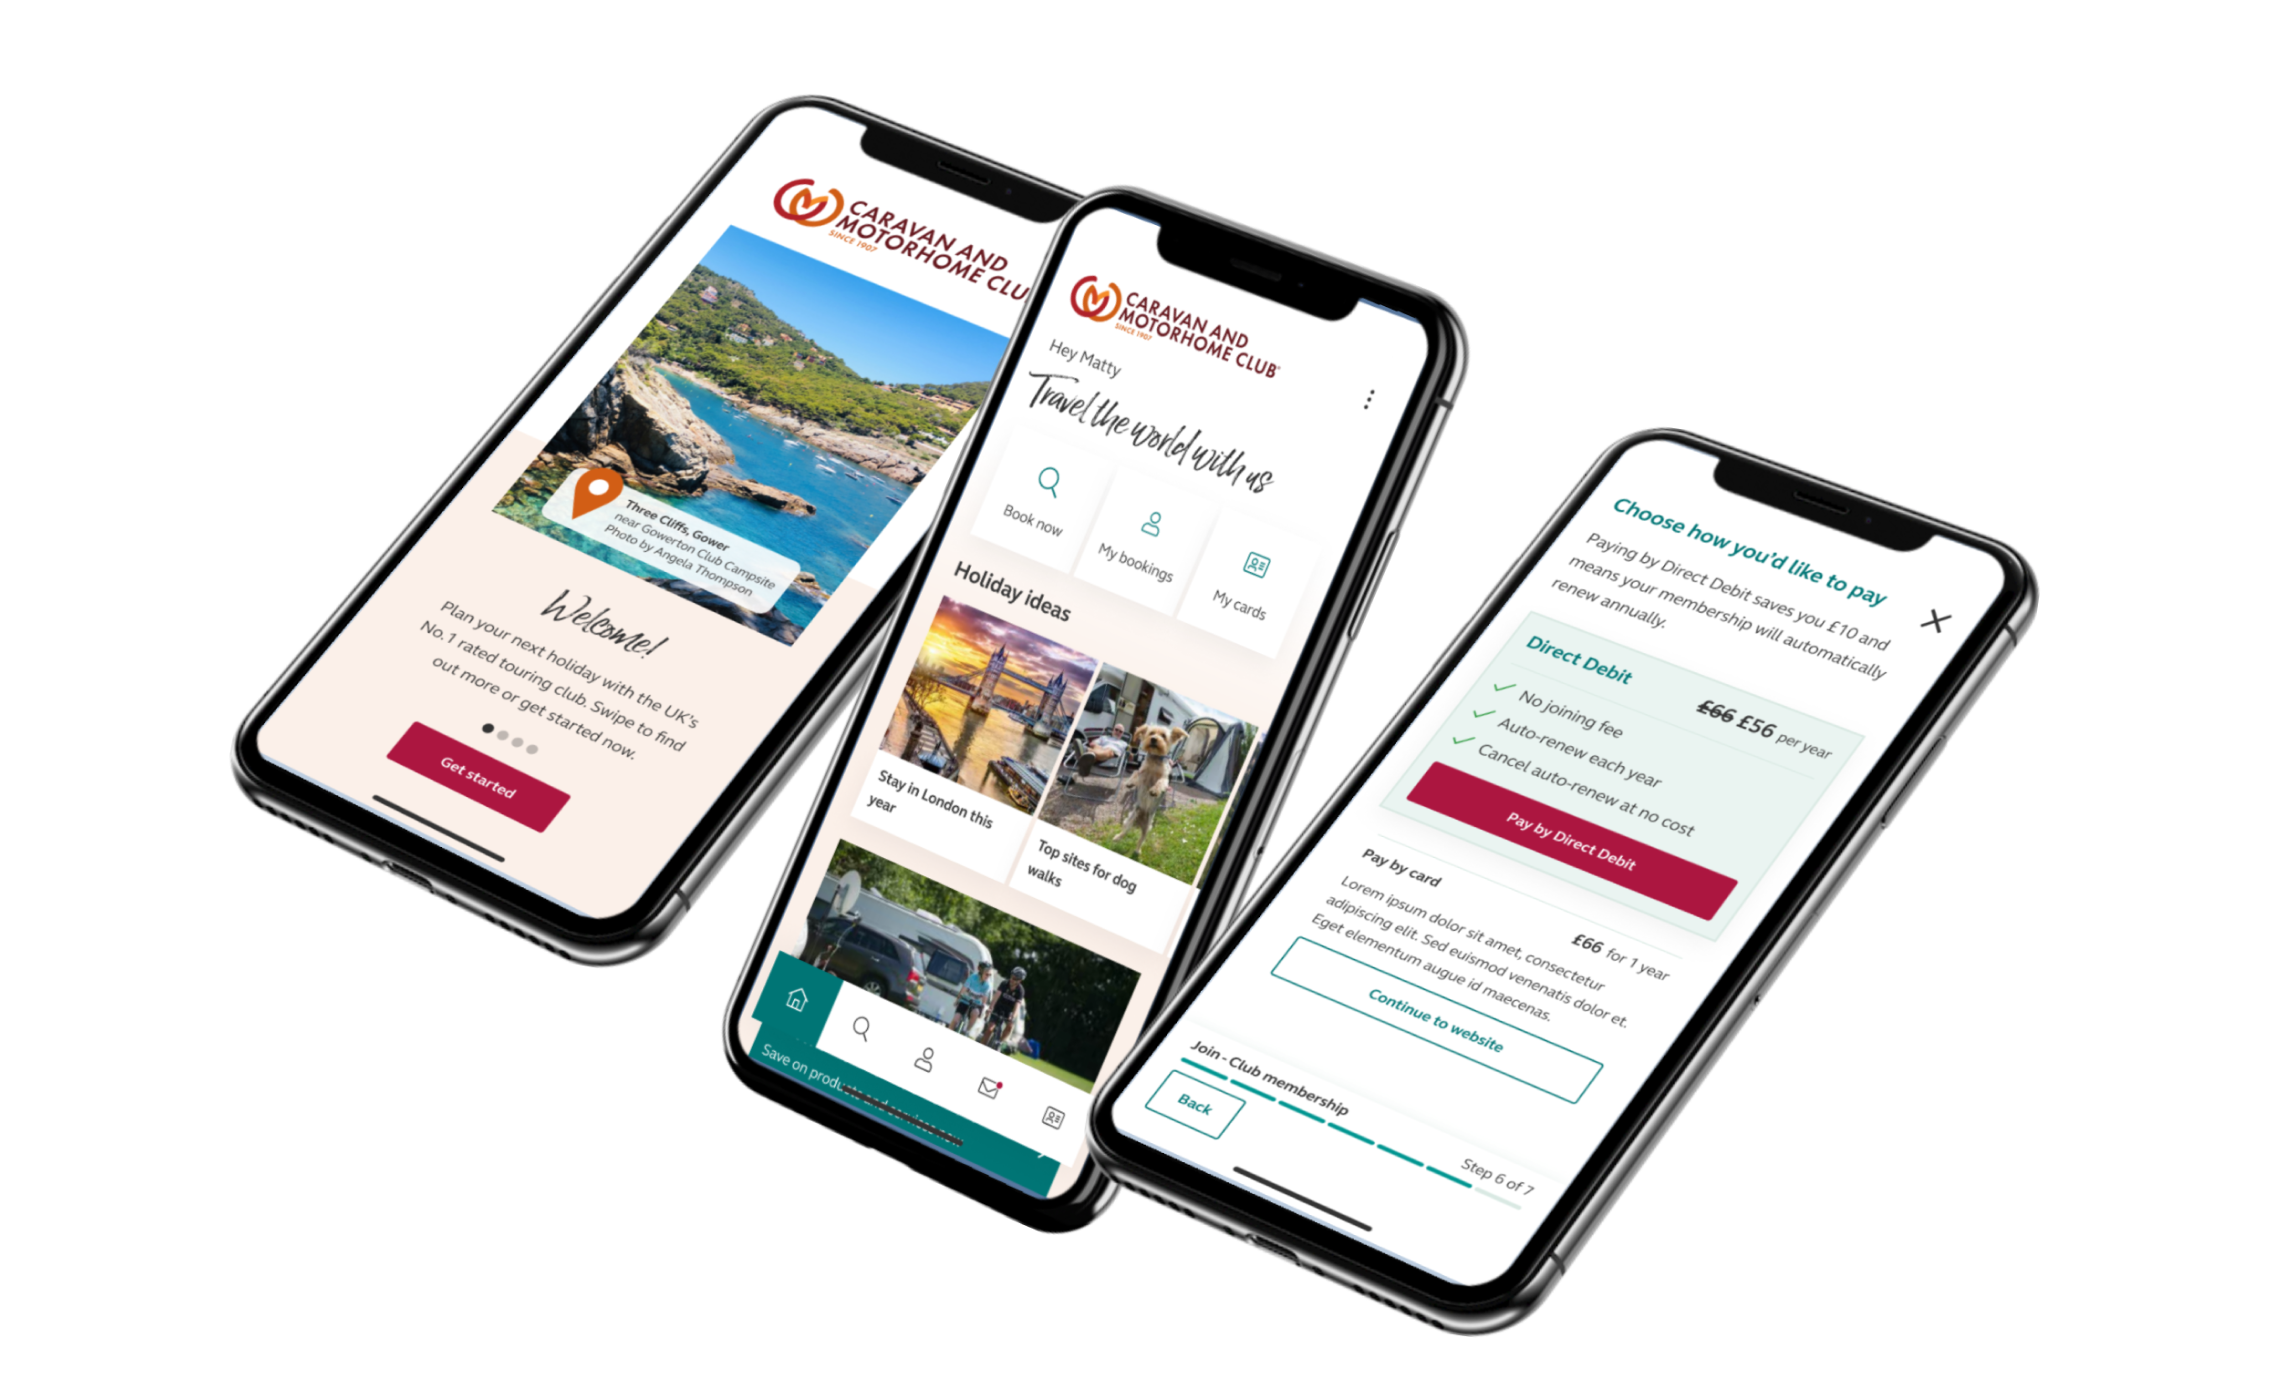 CARAVAN AND
MOTORHOME CLU
SINCE 1907
Three Cliffs, Gower
near Gowerton Club Campsite
Photo by Angela Thompson
Welcome!
Plan your next holiday with the UK's
No.1 rated touring club. Swipe to find
out more or get started now.
Get started
CARAVAN AND
MOTORHOME CLUB
SINCE 1907
Hey Matty
Travel the world with us
Book now
My bookings
My cards
Holiday ideas
Stay in London this
year
Top sites for dog
walks
Save on products and services
Choose how you'd like to pay
Paying by Direct Debit saves you £10 and
means your membership will automatically
renew annually.
Direct Debit
£66 £56 per year
No joining fee
Auto-renew each year
Cancel auto-renew at no cost
Pay by Direct Debit
Pay by card
£66 for 1 year
Lorem ipsum dolor sit amet, consectetur
adipiscing elit. Sed euismod venenatis dolor et.
Eget elementum augue id maecenas.
Continue to website
Join - Club membership
Back
Step 6 of 7